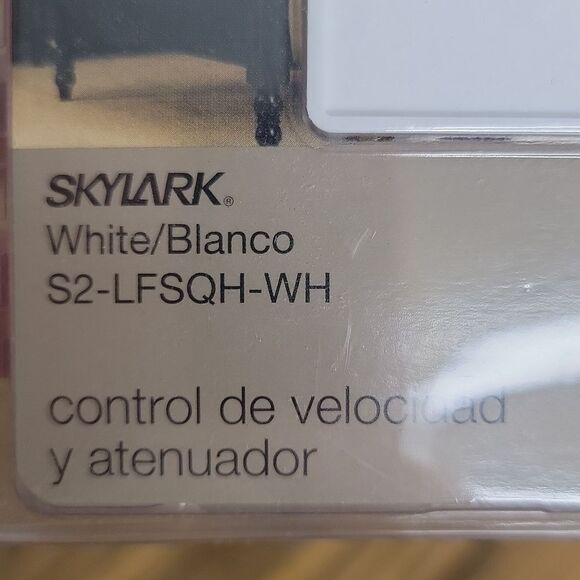 SKYLARK®
White/Blanco
S2-LFSQH-WH
control de velocidad
y atenuador